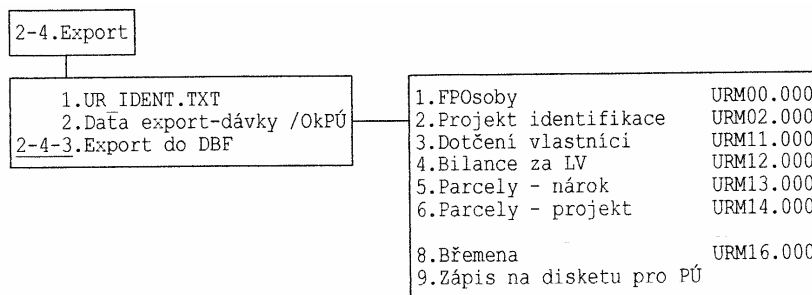 2-4.Export
1.UR_IDENT.TXT
2.Data export-dávky /OkPÚ
2-4-3.Export do DBF
1.FPOsoby URM00.000
2.Projekt identifikace URM02.000
3.Dotčení vlastníci URM11.000
4.Bilance za LV URM12.000
5.Parcely - nárok URM13.000
6.Parcely - projekt URM14.000
8.Břemena URM16.000
9.Zápis na disketu pro PÚ